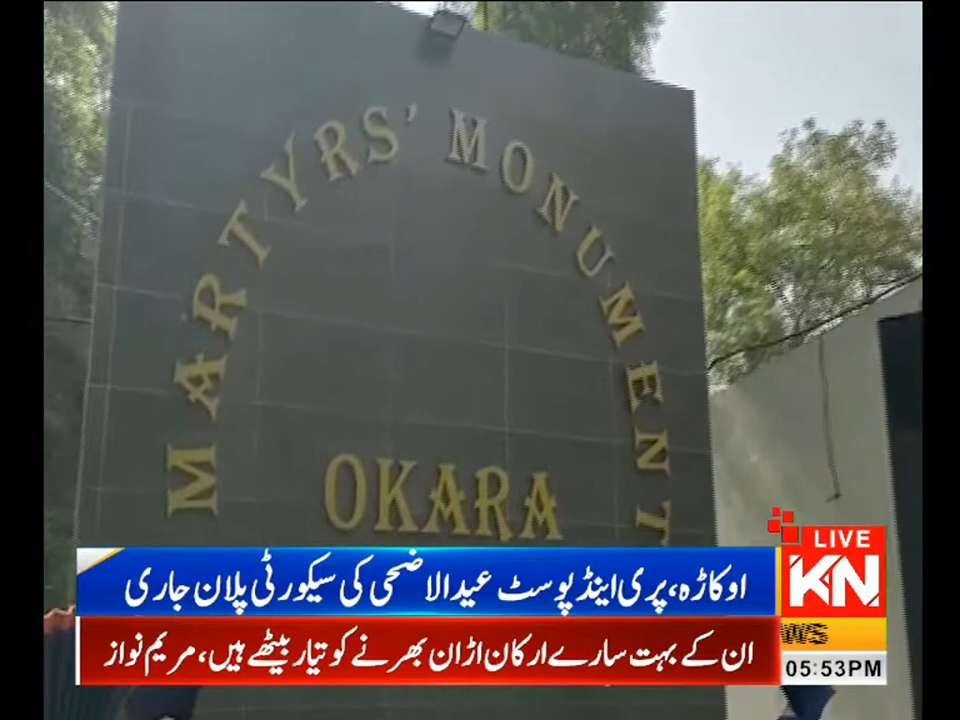 MARTYRS' MONUMENT
OKARA
اوکاڑہ، پری اینڈ پوسٹ عیدالاضحی کی سیکورٹی پلان جاری
ان کے بہت سارے ارکان اڑان بھرنے کو تیار بیٹھے ہیں، مریم نواز
LIVE
KN
WS
05:53PM